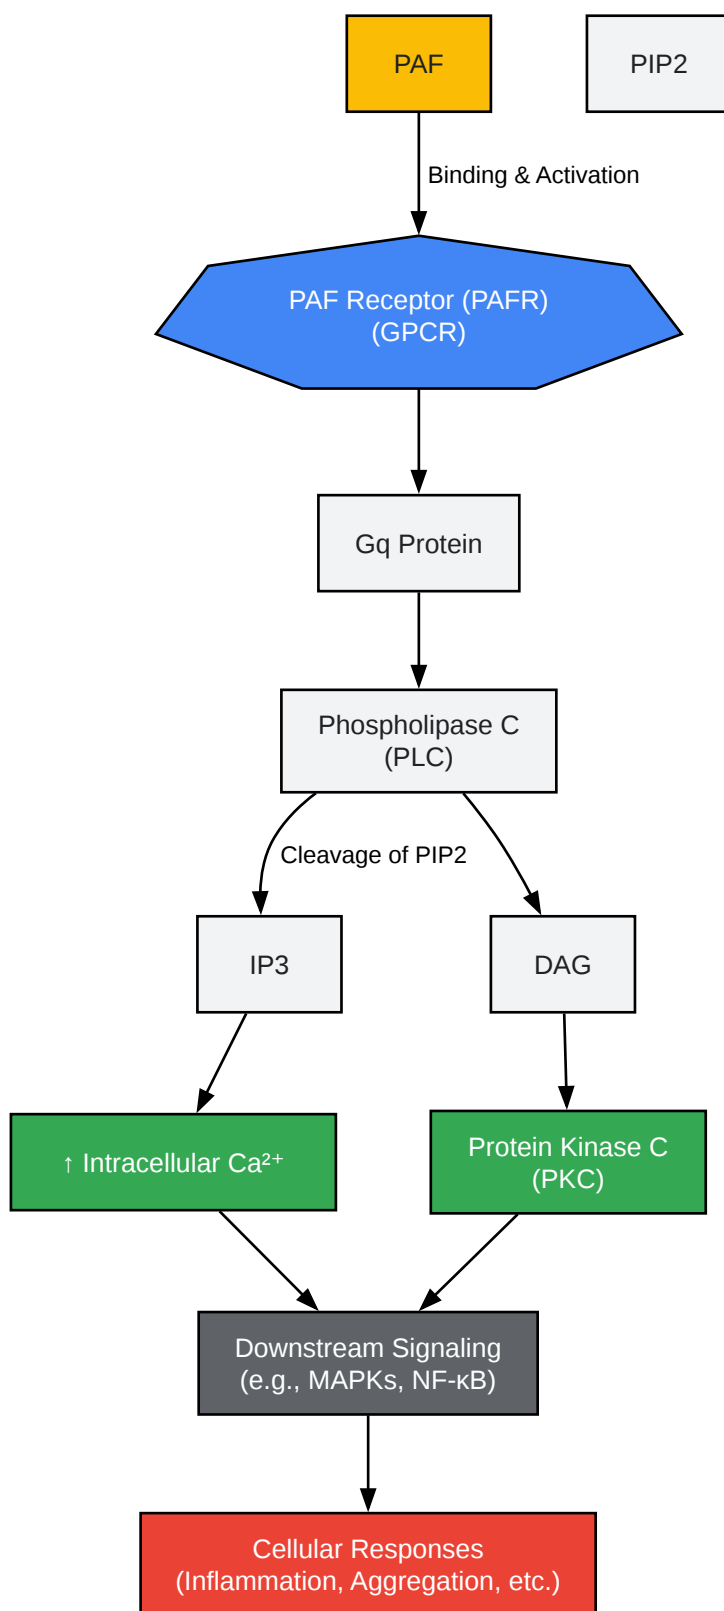 PAF
PIP2
Binding & Activation
PAF Receptor (PAFR)
(GPCR)
Gq Protein
Phospholipase C
(PLC)
Cleavage of PIP2
IP3
DAG
↑ Intracellular Ca²⁺
Protein Kinase C
(PKC)
Downstream Signaling
(e.g., MAPKs, NF-κB)
Cellular Responses
(Inflammation, Aggregation, etc.)